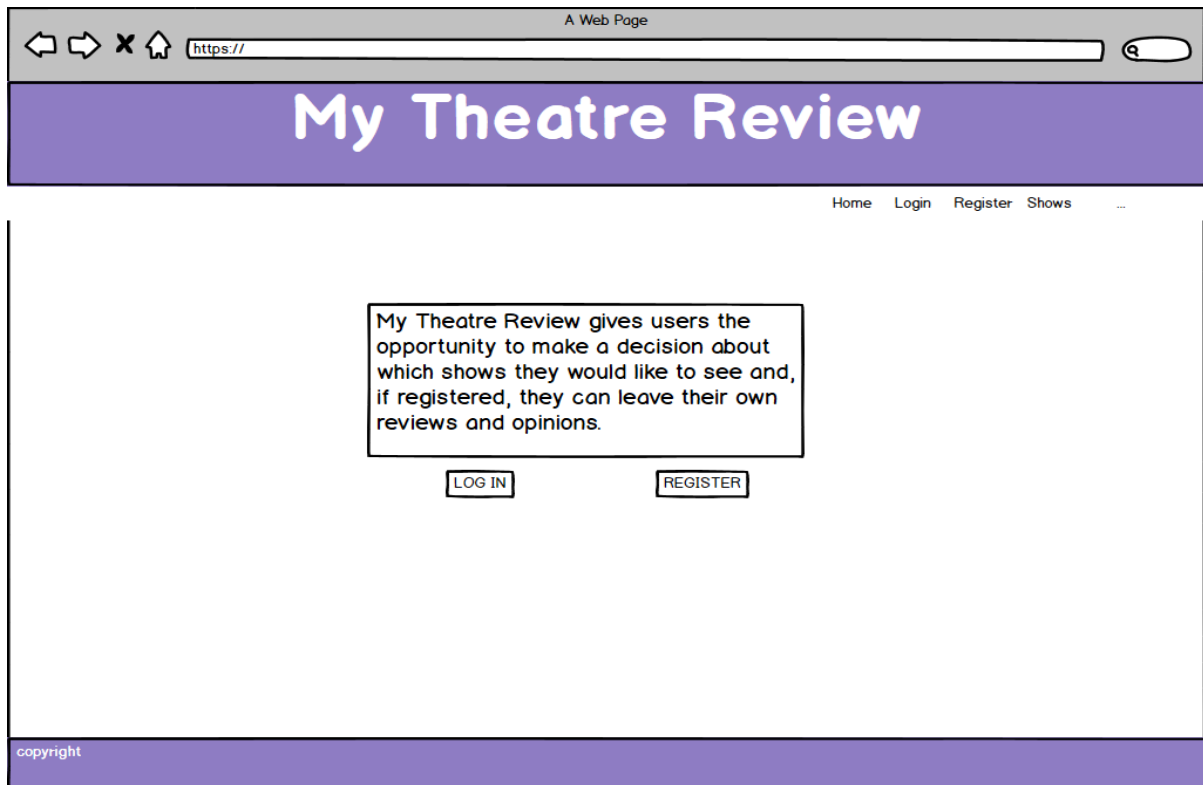 A Web Page
https://
My Theatre Review
Home Login Register Shows ...
My Theatre Review gives users the
opportunity to make a decision about
which shows they would like to see and,
if registered, they can leave their own
reviews and opinions.
LOG IN REGISTER
copyright